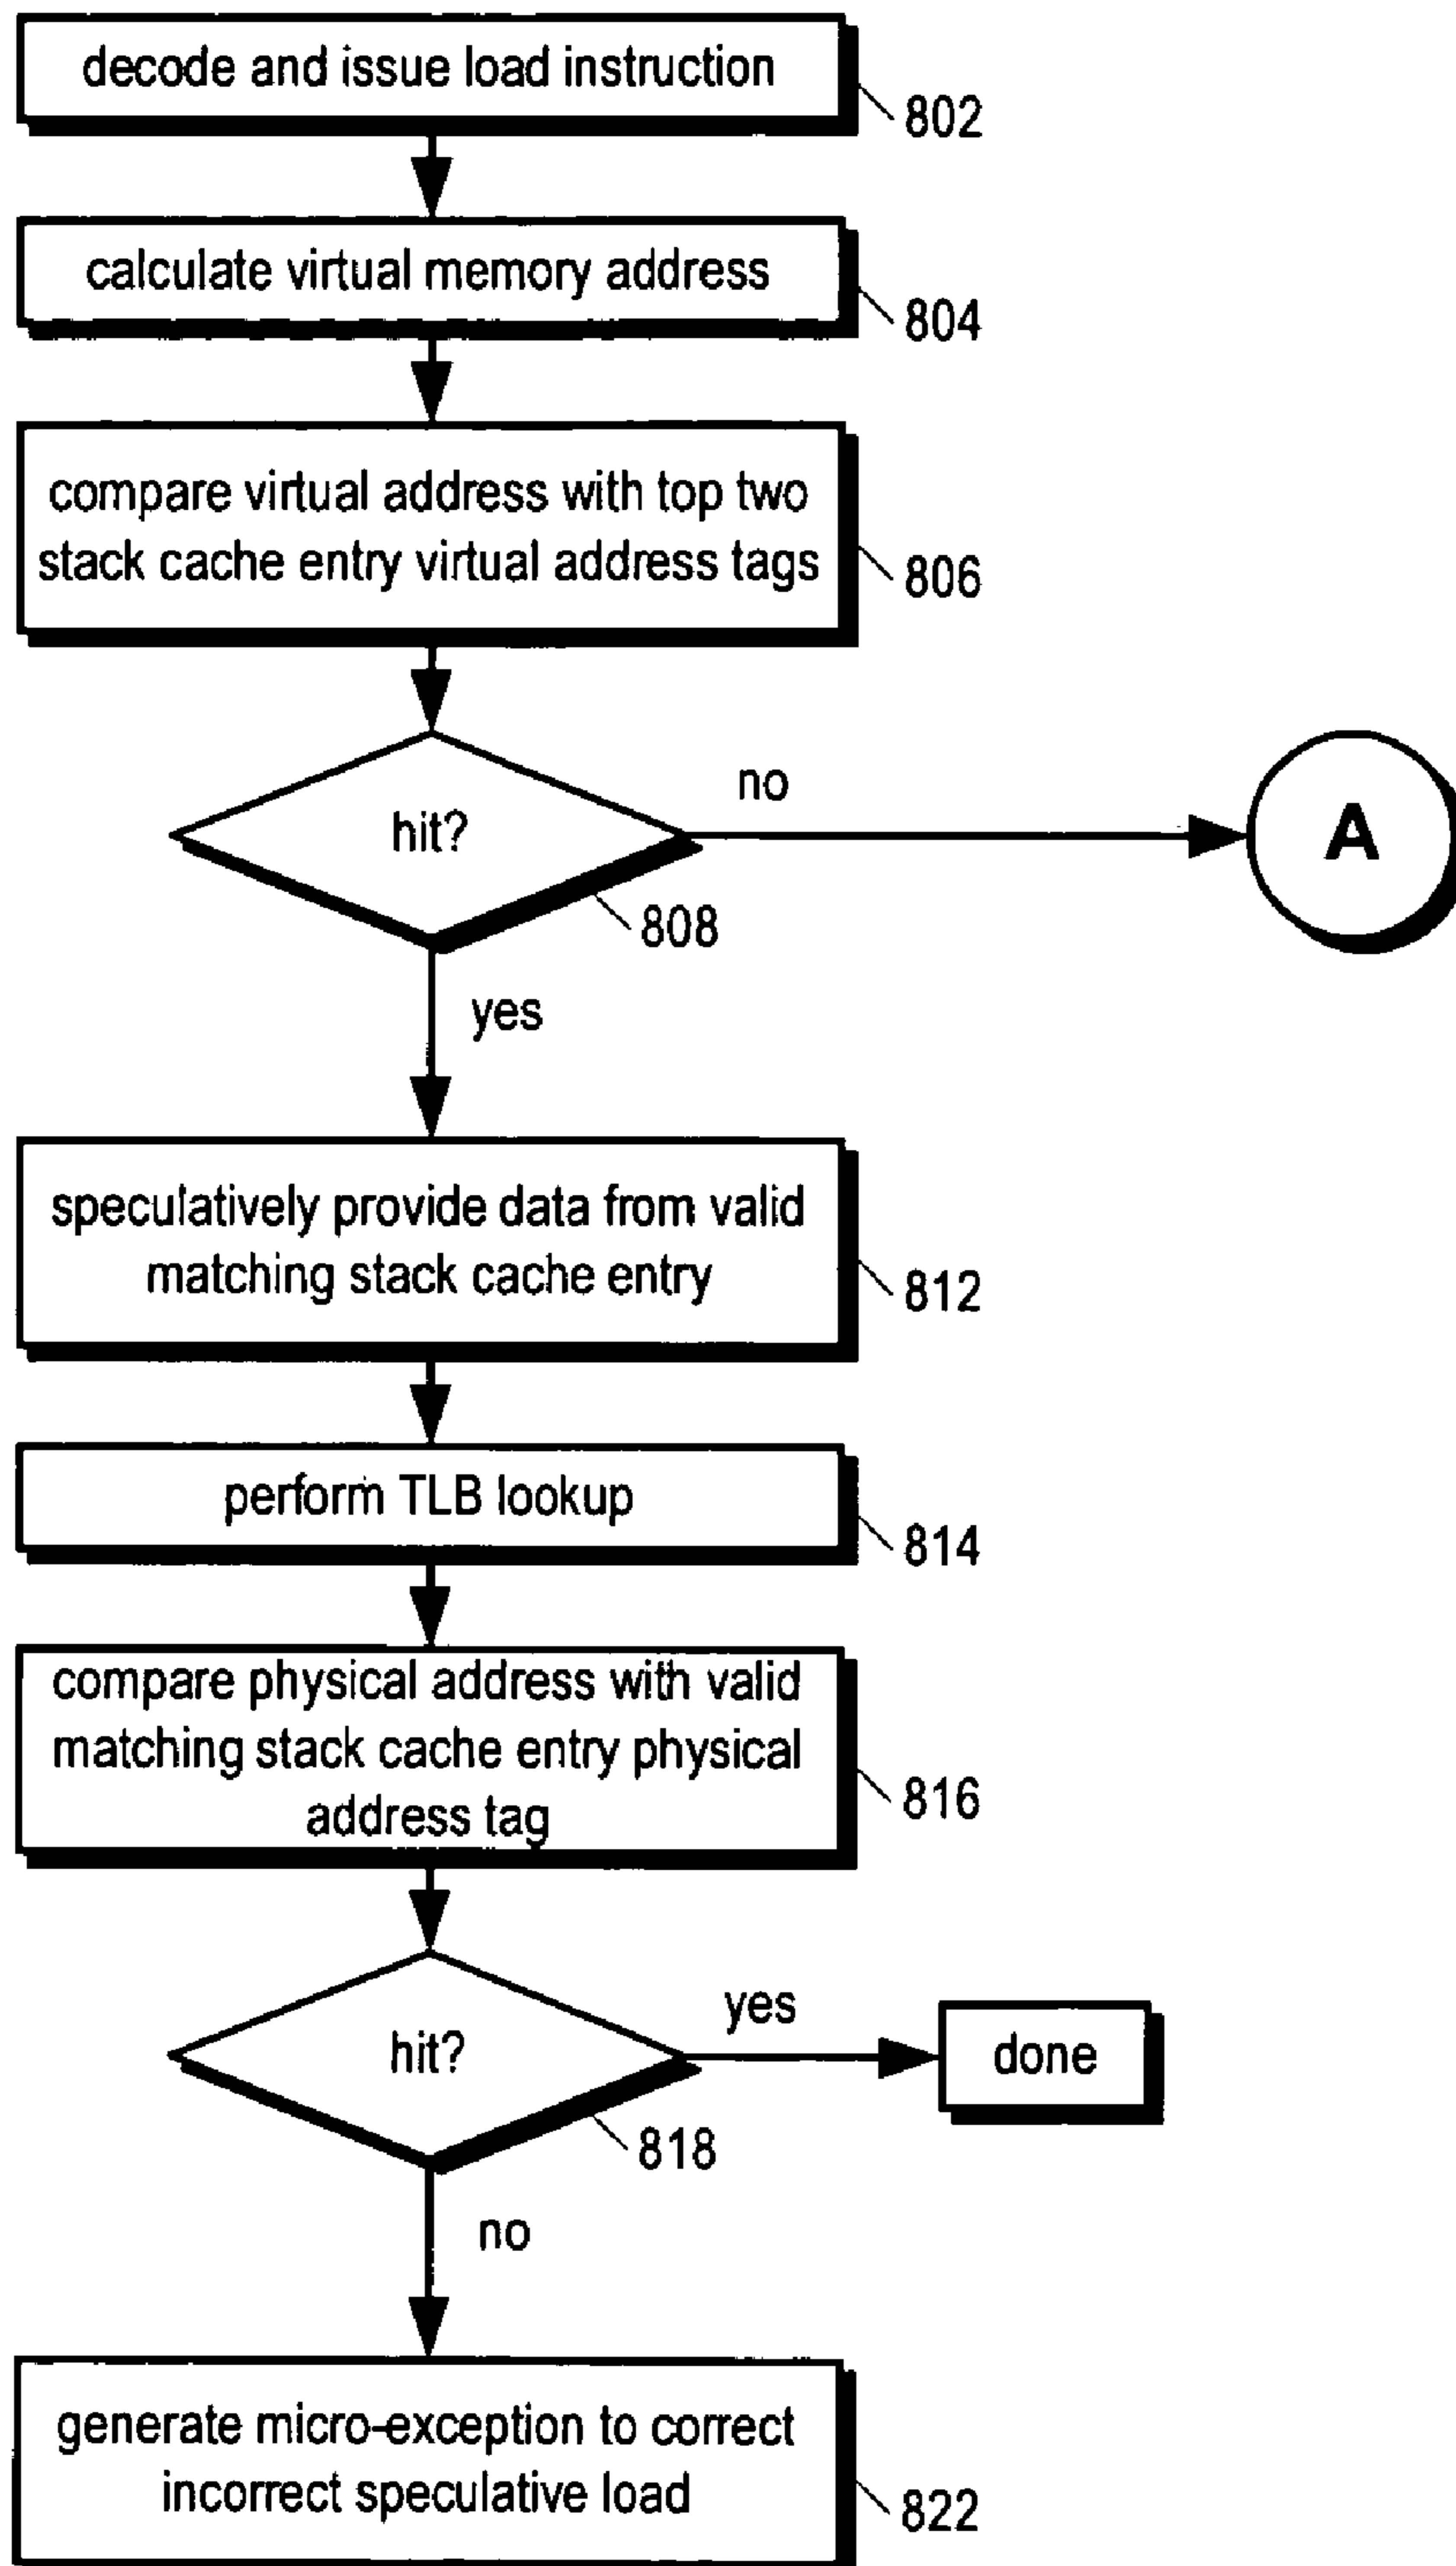 decode and issue load instruction
802
calculate virtual memory address
804
compare virtual address with top two
stack cache entry virtual address tags
806
hit?
no
A
808
yes
speculatively provide data from valid
matching stack cache entry
812
perform TLB lookup
814
compare physical address with valid
matching stack cache entry physical
address tag
816
hit?
yes
done
818
no
generate micro-exception to correct
incorrect speculative load
822